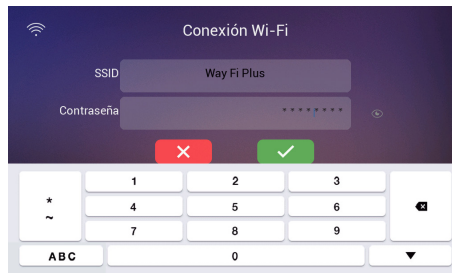 Conexión Wi-Fi
SSID Way Fi Plus
Contraseña ********
1 2 3
* 4 5 6
~
7 8 9
ABC 0